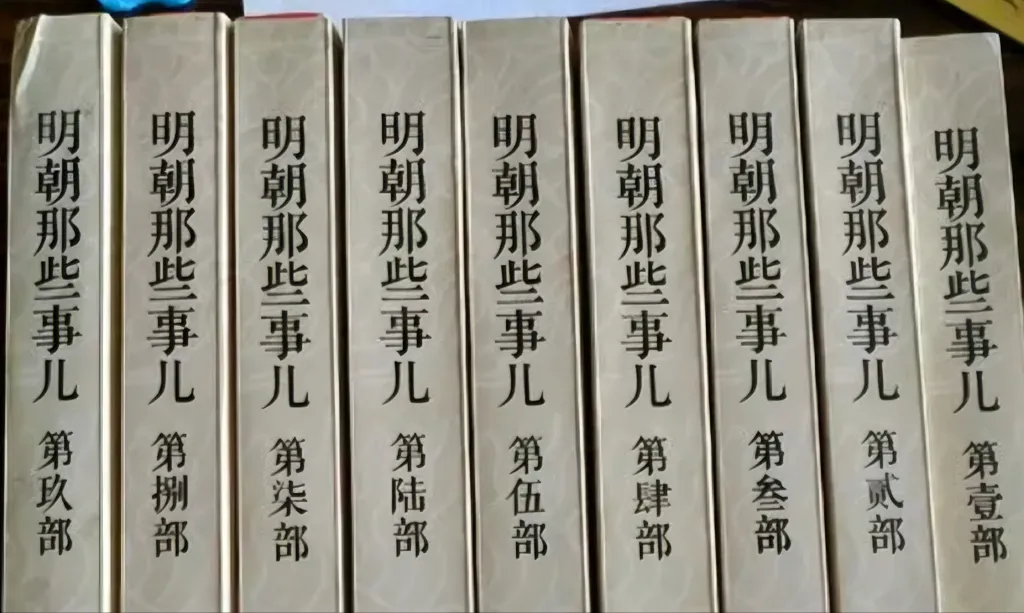 明朝那些事儿 第玖部
明朝那些事儿 第捌部
明朝那些事儿 第柒部
明朝那些事儿 第陆部
明朝那些事儿 第伍部
明朝那些事儿 第肆部
明朝那些事儿 第叁部
明朝那些事儿 第贰部
明朝那些事儿 第壹部